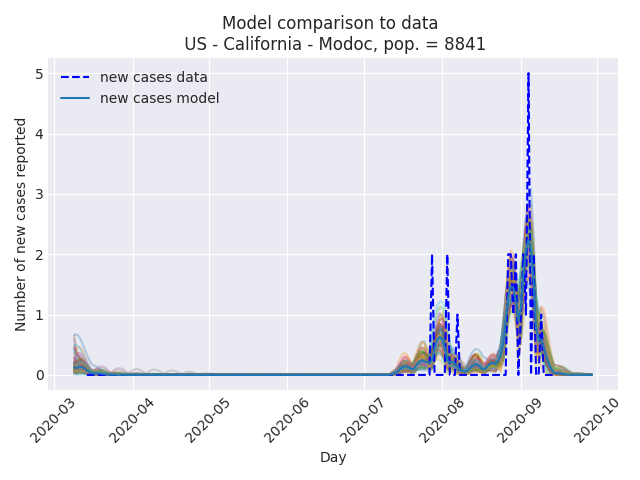 Model comparison to data
US - California - Modoc, pop. = 8841
new cases data
new cases model
Number of new cases reported
5
4
3
2
1
0
2020-03
2020-04
2020-05
2020-06
2020-07
2020-08
2020-09
2020-10
Day